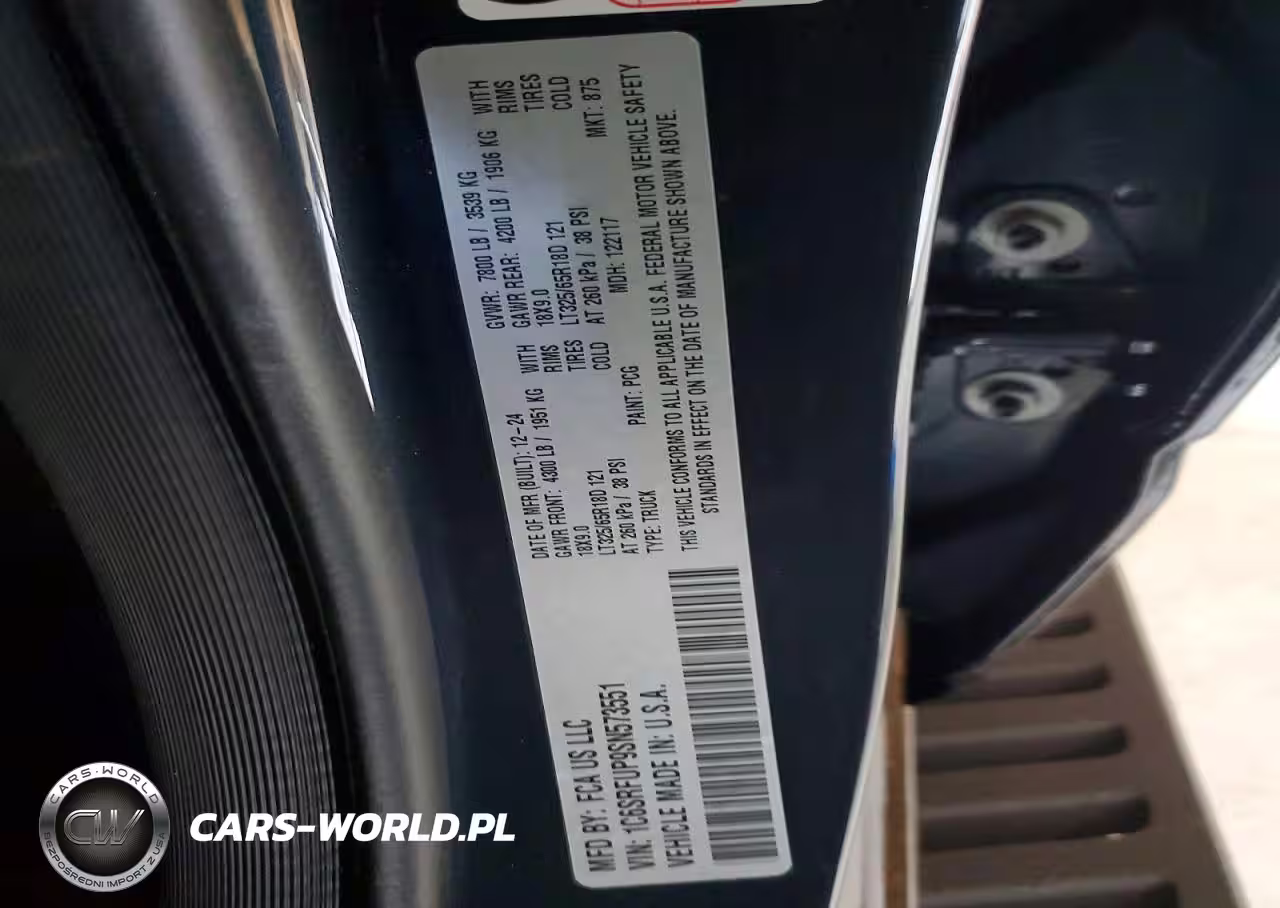 MFD BY: FCA US LLC
VIN: 1C6SRFUP9SN573551
VEHICLE MADE IN: U.S.A.
DATE OF MFR (BUILT): 12-24
GAWR FRONT: 4300 LB / 1951 KG WITH
18X9.0 RIMS
LT325/65R18D 121 TIRES
AT 260 kPa / 38 PSI COLD
TYPE: TRUCK PAINT: PCG
GVWR: 7800 LB / 3539 KG
GAWR REAR: 4200 LB / 1906 KG WITH
18X9.0 RIMS
LT325/65R18D 121 TIRES
AT 260 kPa / 38 PSI COLD
MDH: 122117 MKT: 875
THIS VEHICLE CONFORMS TO ALL APPLICABLE U.S.A. FEDERAL MOTOR VEHICLE SAFETY
STANDARDS IN EFFECT ON THE DATE OF MANUFACTURE SHOWN ABOVE.
CARS-WORLD
CW
BEZPOŚREDNI IMPORT Z USA
CARS-WORLD.PL